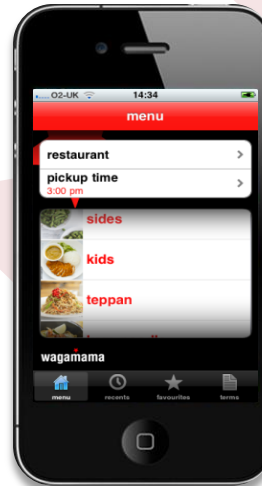 O2-UK 14:34
menu
restaurant
pickup time
3:00 pm
sides
kids
teppan
wagamama
menu recents favourites terms